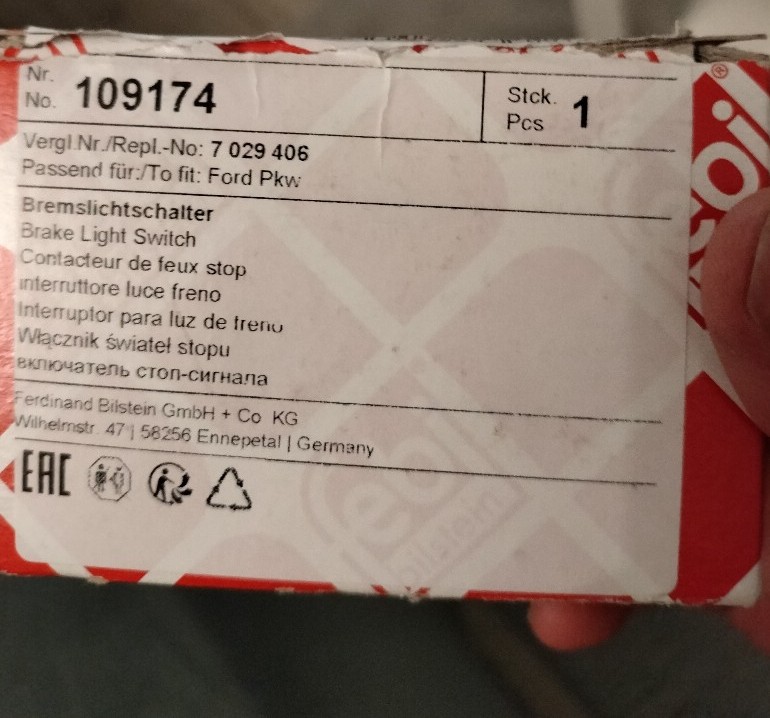 Nr.
No. 109174
Stck.
Pcs 1
Vergl.Nr./Repl.-No: 7 029 406
Passend für:/To fit: Ford Pkw
Bremslichtschalter
Brake Light Switch
Contacteur de feux stop
interruttore luce freno
Interruptor para luz de freno
Włącznik świateł stopu
включатель стоп-сигнала
Ferdinand Bilstein GmbH + Co KG
Wilhelmstr. 47 | 58256 Ennepetal | Germany
EAC
bilstein
®